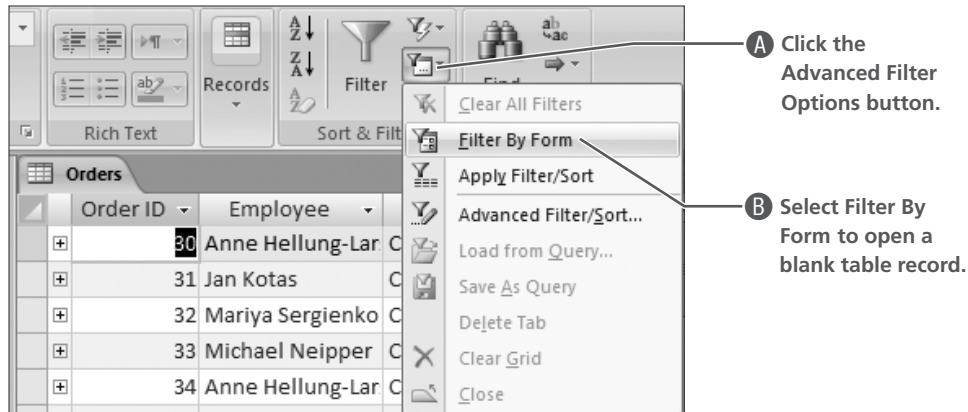 Records
Filter
Rich Text
A Click the
Advanced Filter
Options button.
Clear All Filters
Filter By Form
Apply Filter/Sort
Advanced Filter/Sort...
Load from Query...
Save As Query
Delete Tab
Clear Grid
Close
B Select Filter By
Form to open a
blank table record.
Sort & Filt
Orders
Order ID Employee
30 Anne Hellung-Lar C
31 Jan Kotas C
32 Mariya Sergienko C
33 Michael Neipper C
34 Anne Hellung-Lar C